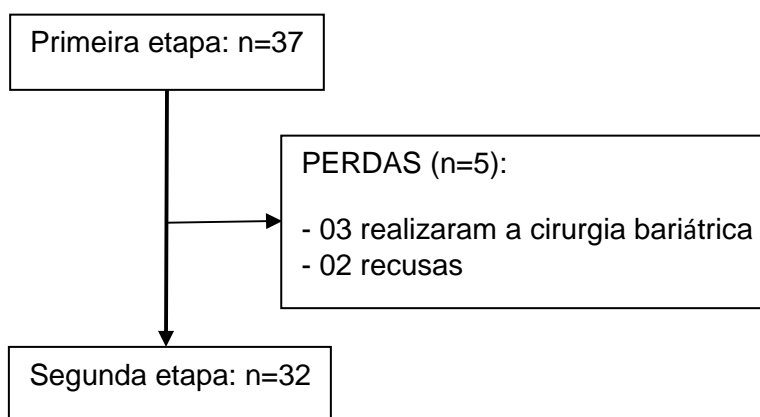 Primeira etapa: n=37
PERDAS (n=5):
- 03 realizaram a cirurgia bariátrica
- 02 recusas
Segunda etapa: n=32